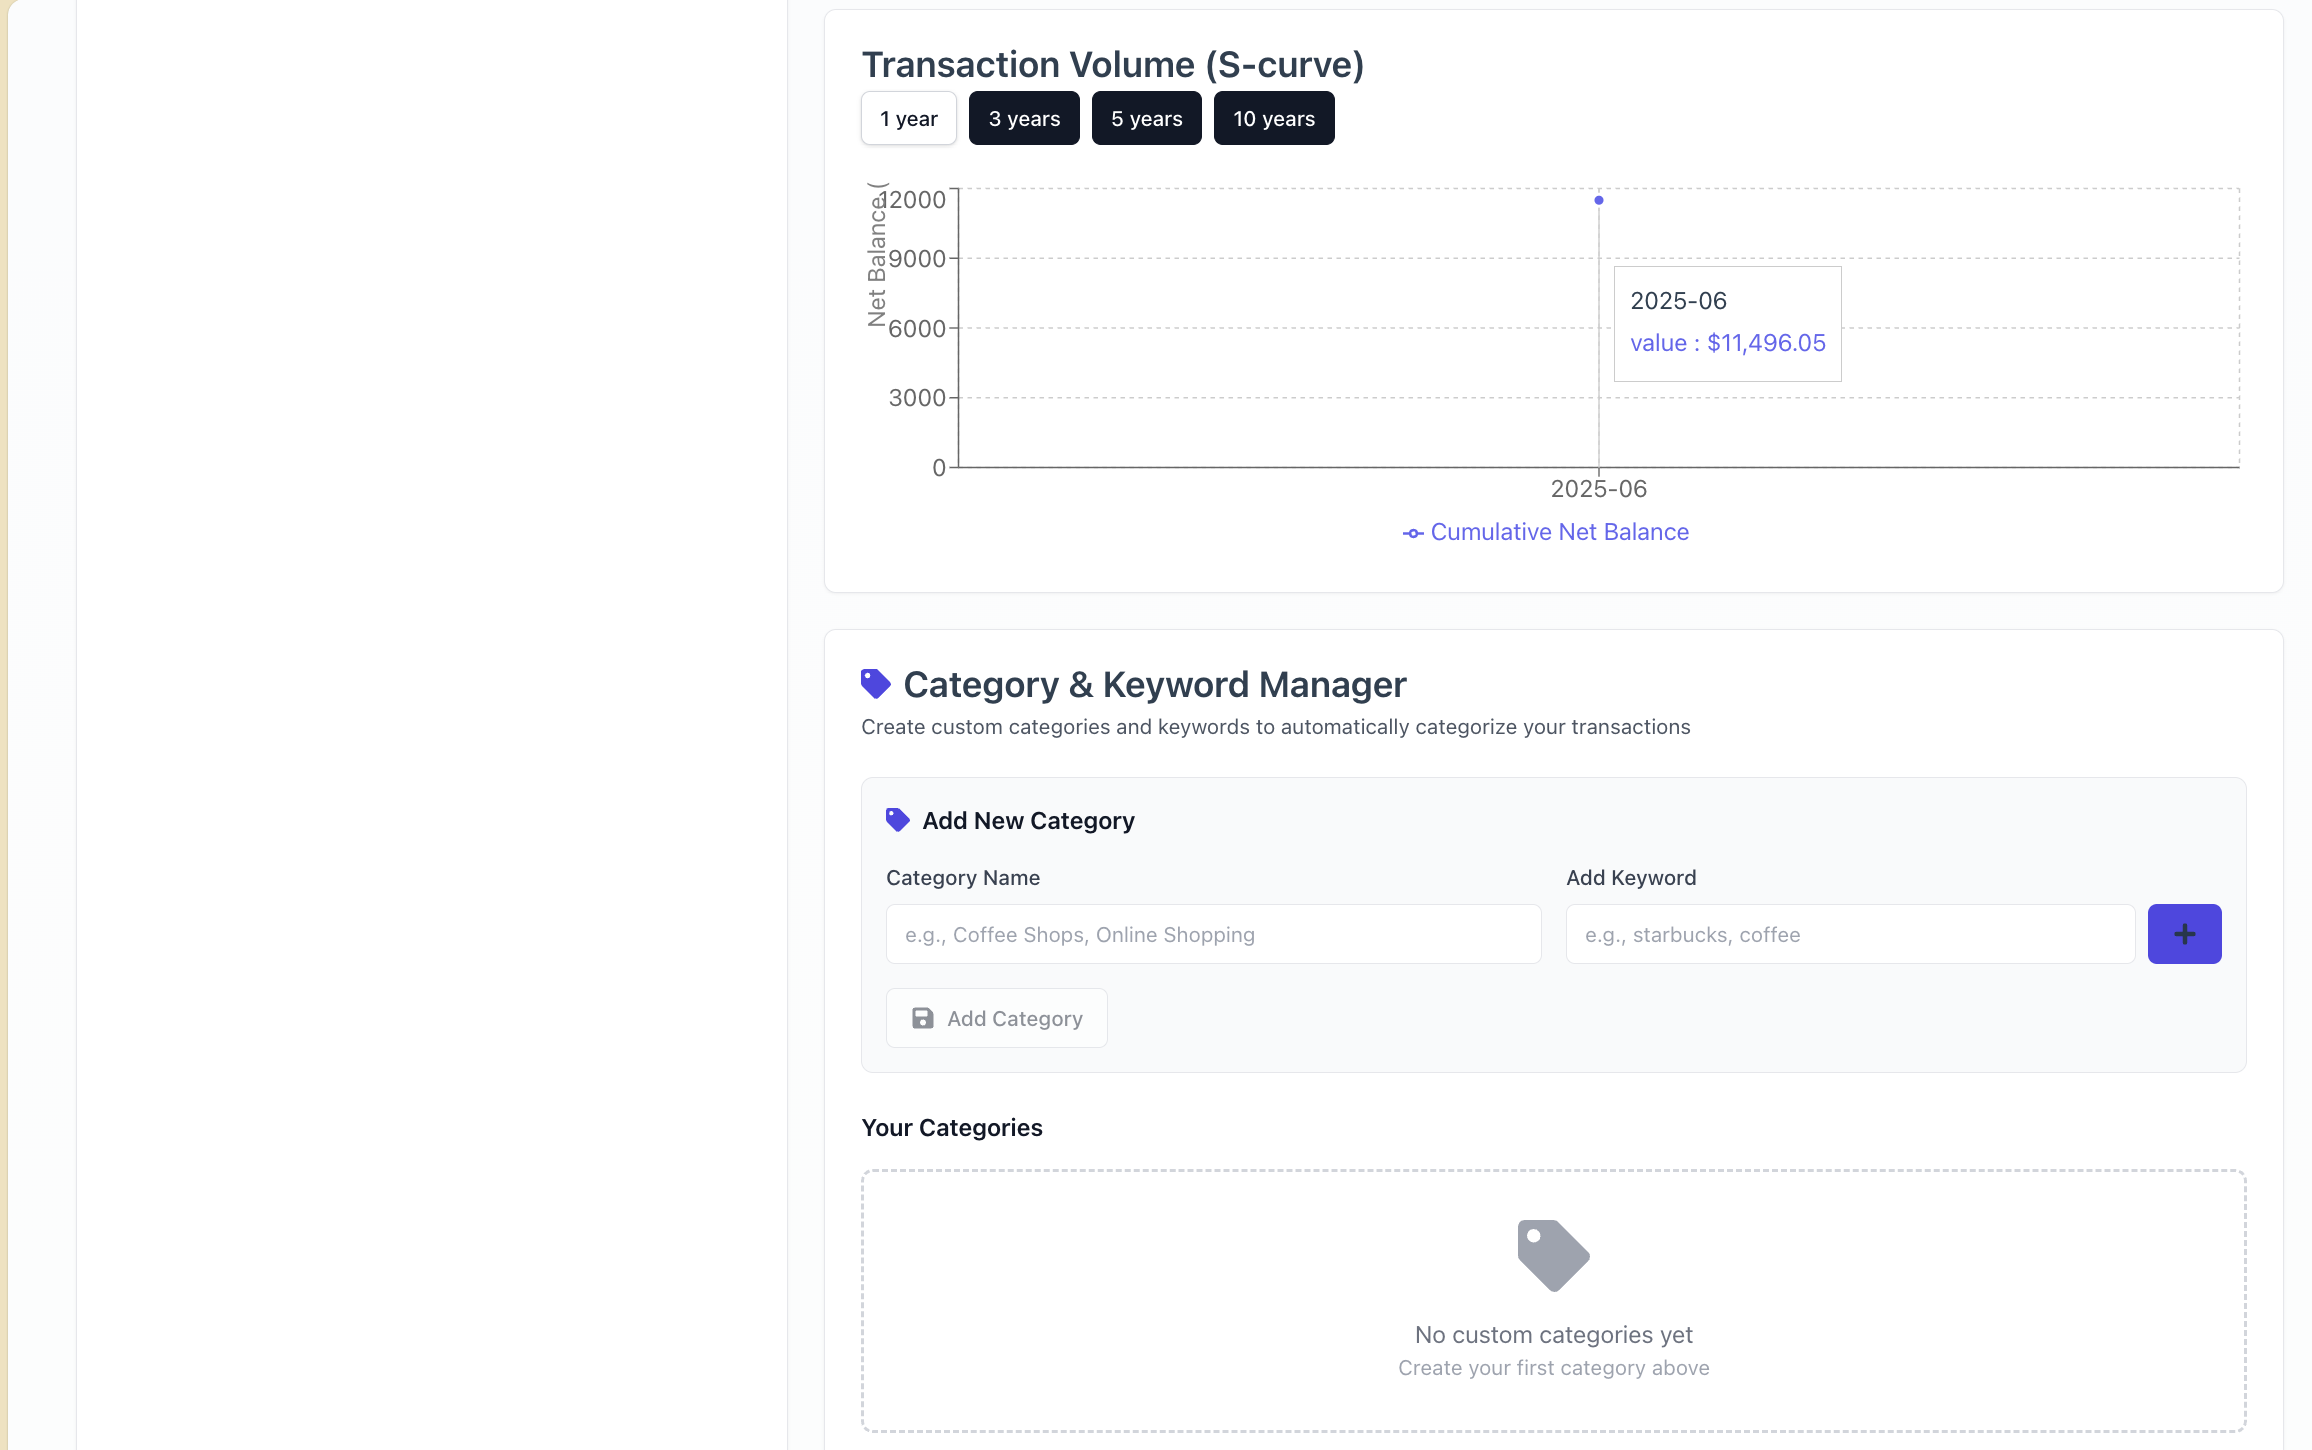 Transaction Volume (S-curve)
1 year
3 years
5 years
10 years
Net Balance (
12000
9000
6000
3000
0
2025-06
value : $11,496.05
2025-06
Cumulative Net Balance
Category & Keyword Manager
Create custom categories and keywords to automatically categorize your transactions
Add New Category
Category Name
Add Keyword
e.g., Coffee Shops, Online Shopping
e.g., starbucks, coffee
Add Category
Your Categories
No custom categories yet
Create your first category above